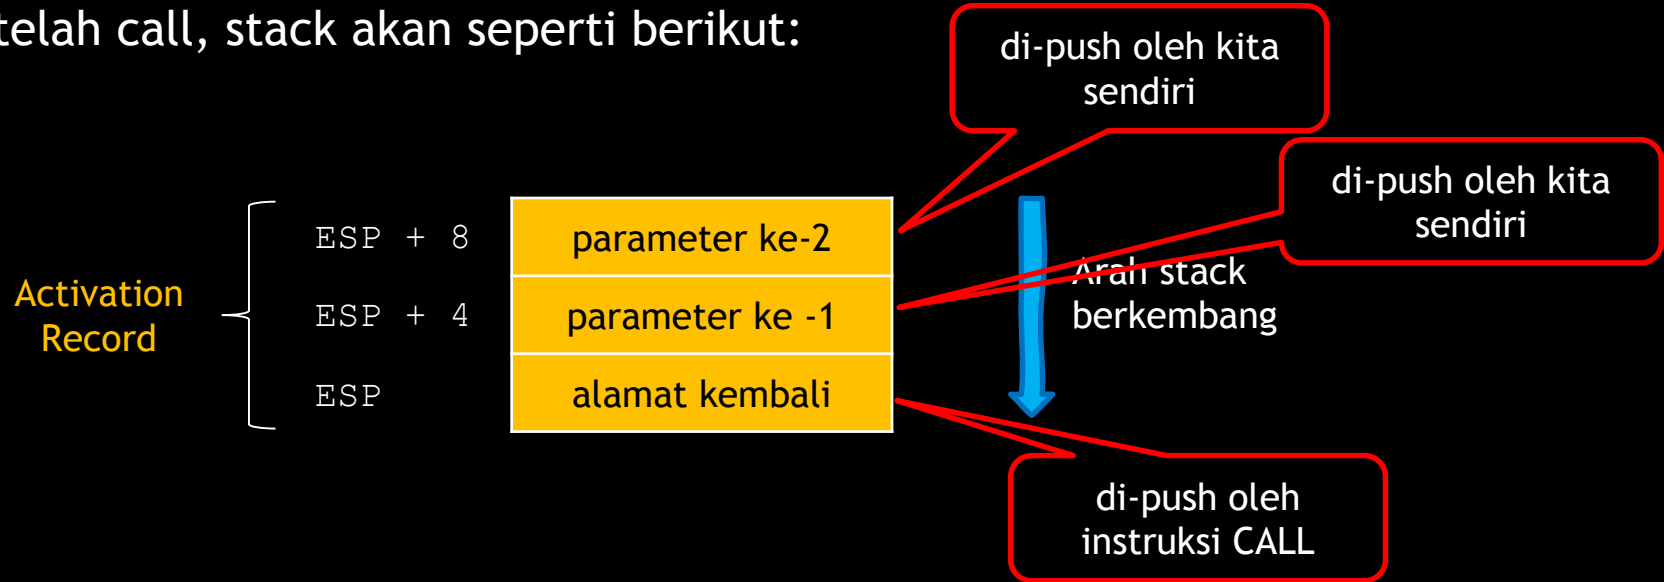 telah call, stack akan seperti berikut:
di-push oleh kita
sendiri
di-push oleh kita
sendiri
ESP + 8
parameter ke-2
Arah stack
berkembang
Activation
Record
ESP + 4
parameter ke -1
ESP
alamat kembali
di-push oleh
instruksi CALL